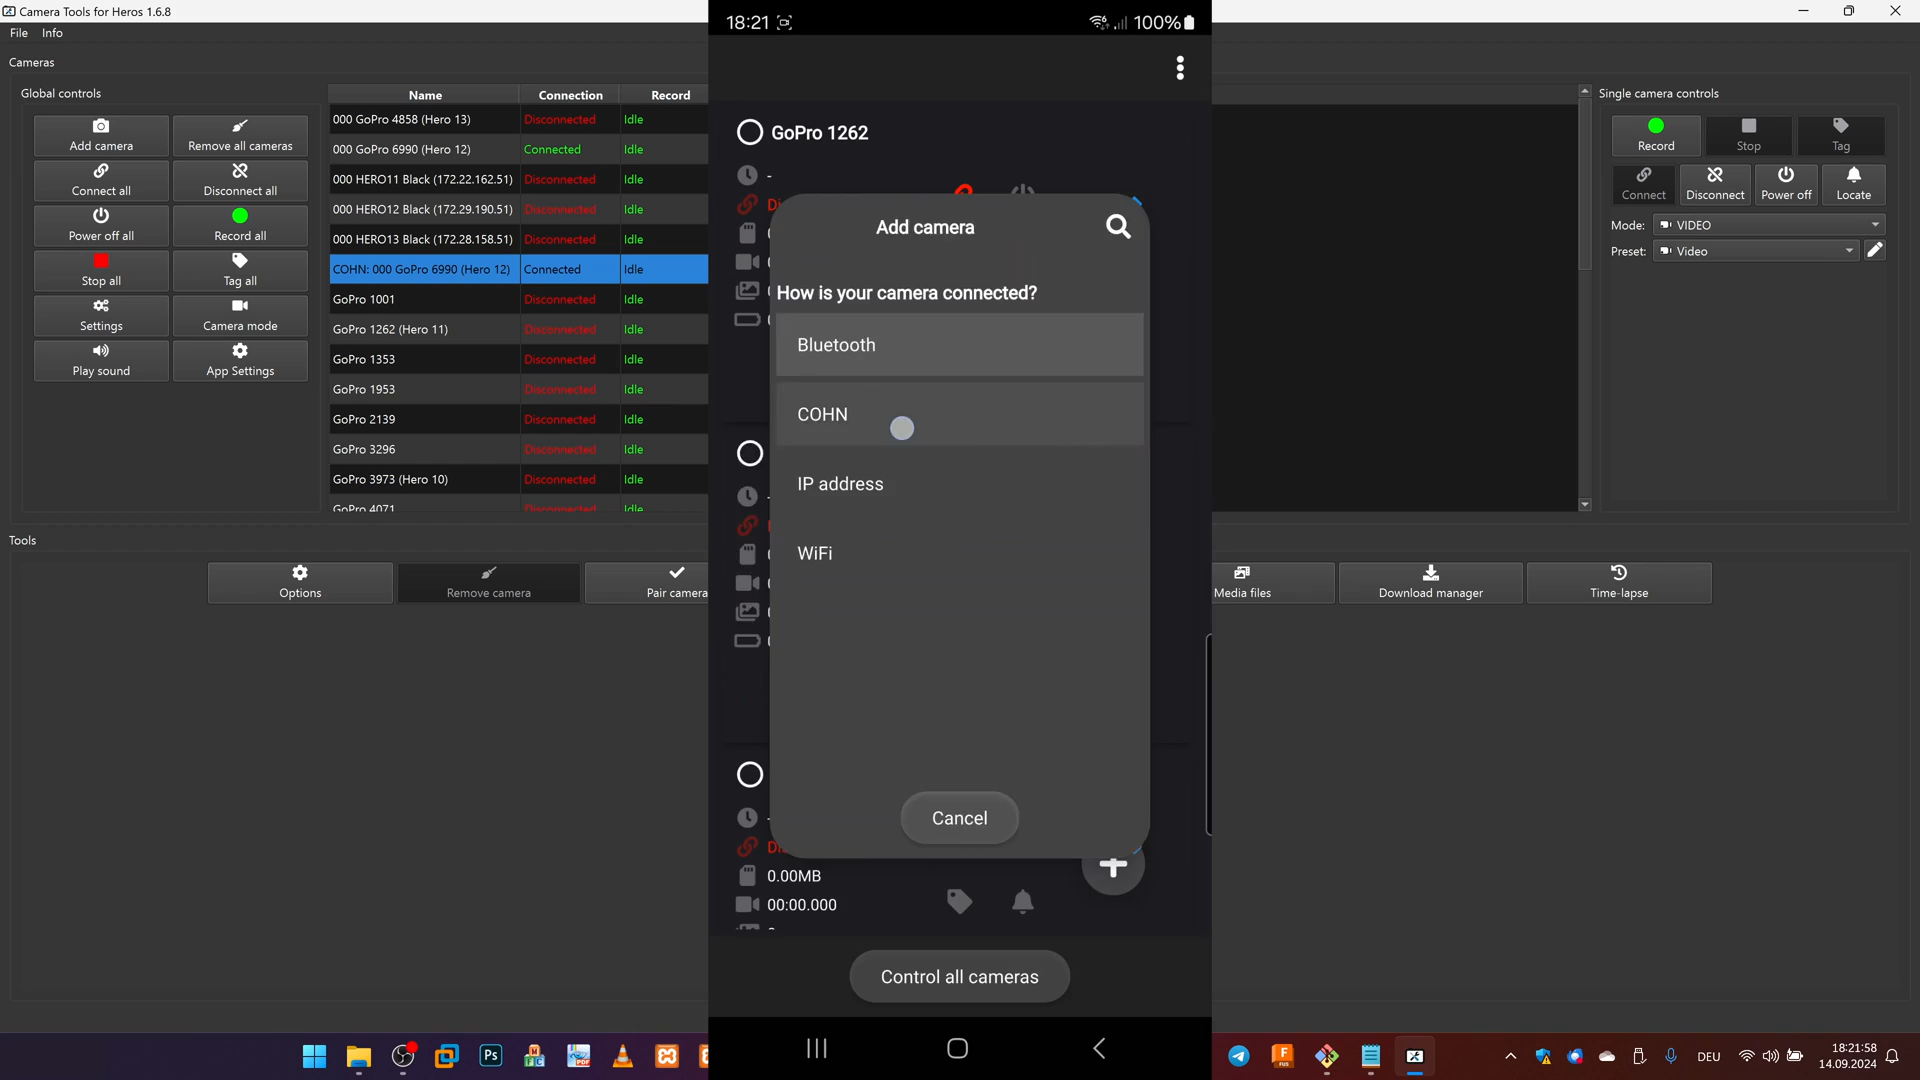 Camera Tools for Heros 1.6.8
File Info
Cameras
Global controls
Add camera
Remove all cameras
Connect all
Disconnect all
Power off all
Record all
Stop all
Tag all
Settings
Camera mode
Play sound
App Settings
Name Connection Record
000 GoPro 4858 (Hero 13) Disconnected Idle
000 GoPro 6990 (Hero 12) Connected Idle
000 HERO11 Black (172.22.162.51) Disconnected Idle
000 HERO12 Black (172.29.190.51) Disconnected Idle
000 HERO13 Black (172.28.158.51) Disconnected Idle
COHN: 000 GoPro 6990 (Hero 12) Connected Idle
GoPro 1001 Disconnected Idle
GoPro 1262 (Hero 11) Disconnected Idle
GoPro 1353 Disconnected Idle
GoPro 1953 Disconnected Idle
GoPro 2139 Disconnected Idle
GoPro 3296 Disconnected Idle
GoPro 3973 (Hero 10) Disconnected Idle
GoPro 4071 Disconnected Idle
18:21
100%
GoPro 1262
-
Add camera
How is your camera connected?
Bluetooth
COHN
IP address
WiFi
Cancel
0.00MB
00:00.000
Control all cameras
Single camera controls
Record
Stop
Tag
Connect
Disconnect
Power off
Locate
Mode: VIDEO
Preset: Video
Tools
Options
Remove camera
Pair camera
Media files
Download manager
Time-lapse
Ps
DEU
18:21:58
14.09.2024